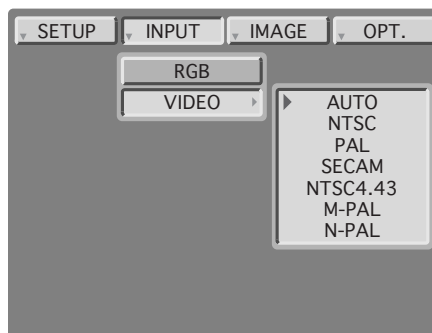 SETUP INPUT IMAGE OPT.
RGB
VIDEO
AUTO
NTSC
PAL
SECAM
NTSC4.43
M-PAL
N-PAL